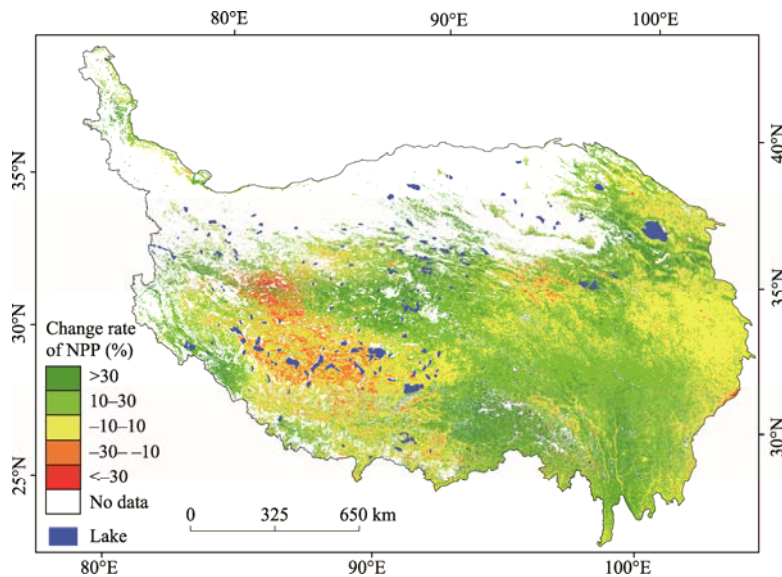 80°E 90°E 100°E
40°N
35°N
35°N
30°N
30°N
25°N
Change rate
of NPP (%)
>30
10–30
–10–10
–30– –10
<–30
No data
Lake
0 325 650 km
80°E 90°E 100°E